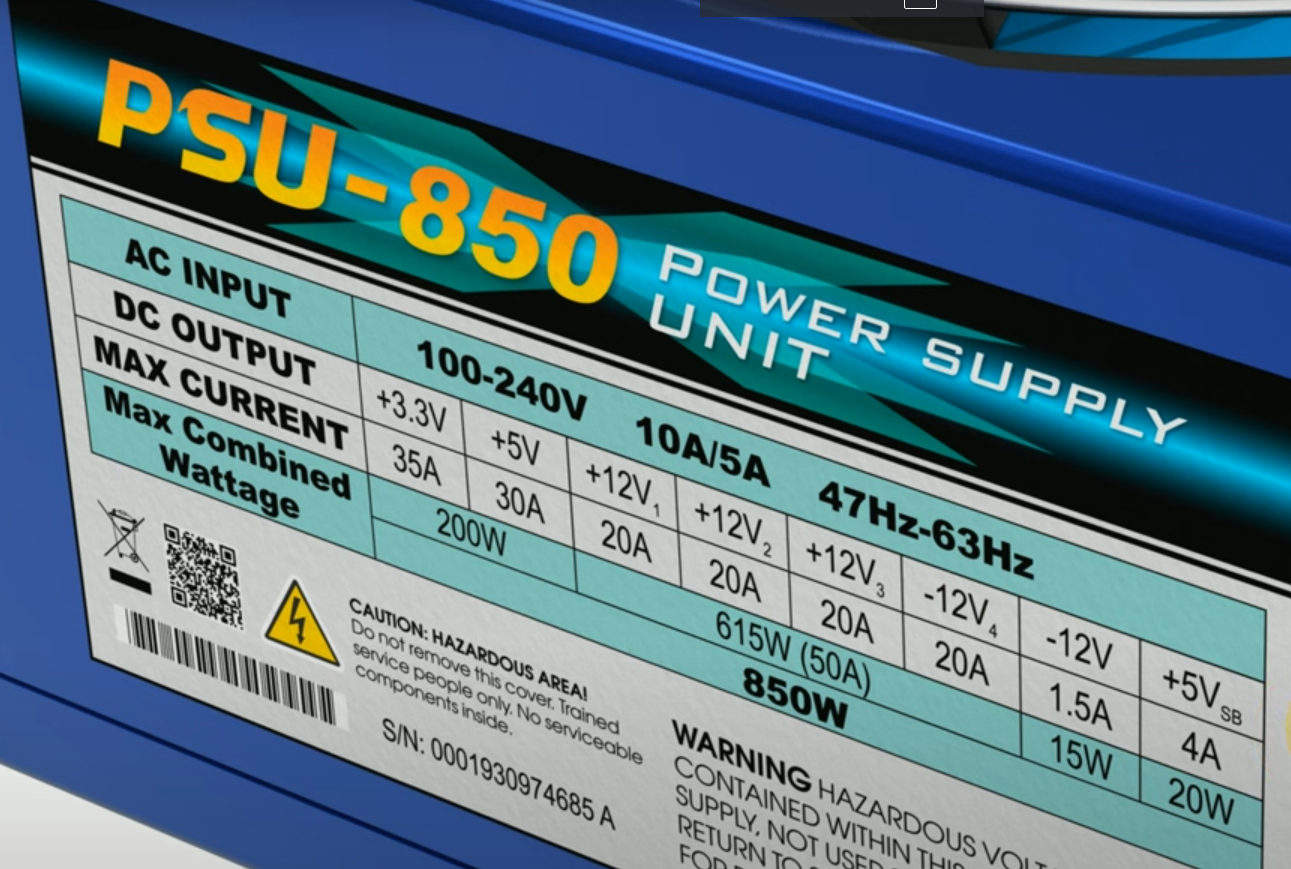 PSU-850 POWER SUPPLY
UNIT
AC INPUT 100-240V 10A/5A 47Hz-63Hz
DC OUTPUT +3.3V +5V +12V₁ +12V₂ +12V₃ -12V₄ -12V +5V SB
MAX CURRENT 35A 30A 20A 20A 20A 20A 1.5A 4A
Max Combined
Wattage
200W 615W (50A) 15W 20W
850W
CAUTION: HAZARDOUS AREA!
Do not remove this cover. Trained
service people only. No serviceable
components inside.
S/N: 0001930974685 A
WARNING HAZARDOUS
CONTAINED WITHIN THIS
SUPPLY, NOT USER
RETURN TO